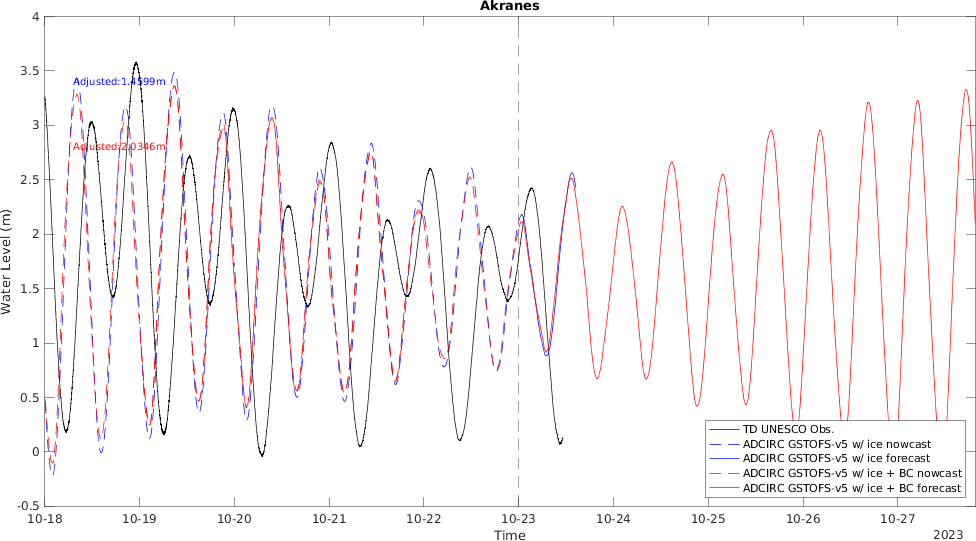 Akranes
4
3.5
3
2.5
2
1.5
1
0.5
0
-0.5
Water Level (m)
Adjusted:1.4599m
Adjusted:2.0346m
TD UNESCO Obs.
ADCIRC GSTOFS-v5 w/ ice nowcast
ADCIRC GSTOFS-v5 w/ ice forecast
ADCIRC GSTOFS-v5 w/ ice + BC nowcast
ADCIRC GSTOFS-v5 w/ ice + BC forecast
10-18 10-19 10-20 10-21 10-22 10-23 10-24 10-25 10-26 10-27
Time
2023